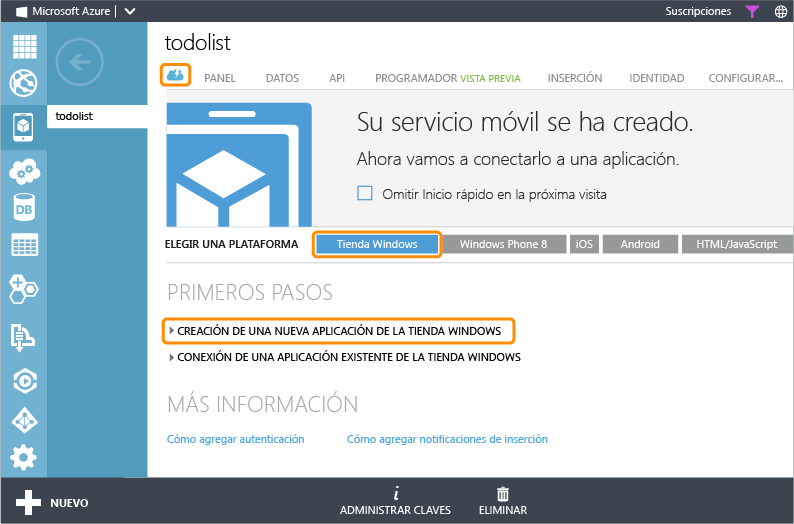 Microsoft Azure
Suscripciones
todolist
todolist
PANEL DATOS API PROGRAMADOR VISTA PREVIA INSERCIÓN IDENTIDAD CONFIGURAR...
Su servicio móvil se ha creado.
Ahora vamos a conectarlo a una aplicación.
Omitir Inicio rápido en la próxima visita
DB
ELEGIR UNA PLATAFORMA Tienda Windows Windows Phone 8 iOS Android HTML/JavaScript
PRIMEROS PASOS
CREACIÓN DE UNA NUEVA APLICACIÓN DE LA TIENDA WINDOWS
CONEXIÓN DE UNA APLICACIÓN EXISTENTE DE LA TIENDA WINDOWS
MÁS INFORMACIÓN
Cómo agregar autenticación Cómo agregar notificaciones de inserción
NUEVO
ADMINISTRAR CLAVES
ELIMINAR